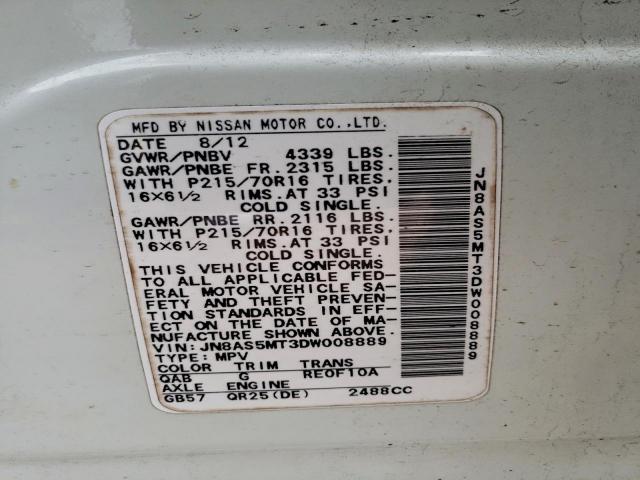 MFD BY NISSAN MOTOR CO.,LTD.
DATE 8/12
GVWR/PNBV 4339 LBS.
GAWR/PNBE FR. 2315 LBS.
WITH P215/70R16 TIRES.
16X6½ RIMS.AT 33 PSI
COLD SINGLE.
GAWR/PNBE RR. 2116 LBS.
WITH P215/70R16 TIRES.
16X6½ RIMS.AT 33 PSI
COLD SINGLE.
THIS VEHICLE CONFORMS
TO ALL APPLICABLE FED-
ERAL MOTOR VEHICLE SA-
FETY AND THEFT PREVEN-
TION STANDARDS IN EFF-
ECT ON THE DATE OF MA-
NUFACTURE SHOWN ABOVE.
VIN: JN8AS5MT3DW008889
TYPE: MPV
COLOR TRIM TRANS
QAB G RE0F10A
AXLE ENGINE
GB57 QR25(DE) 2488CC
JN8AS5MT3DW008889